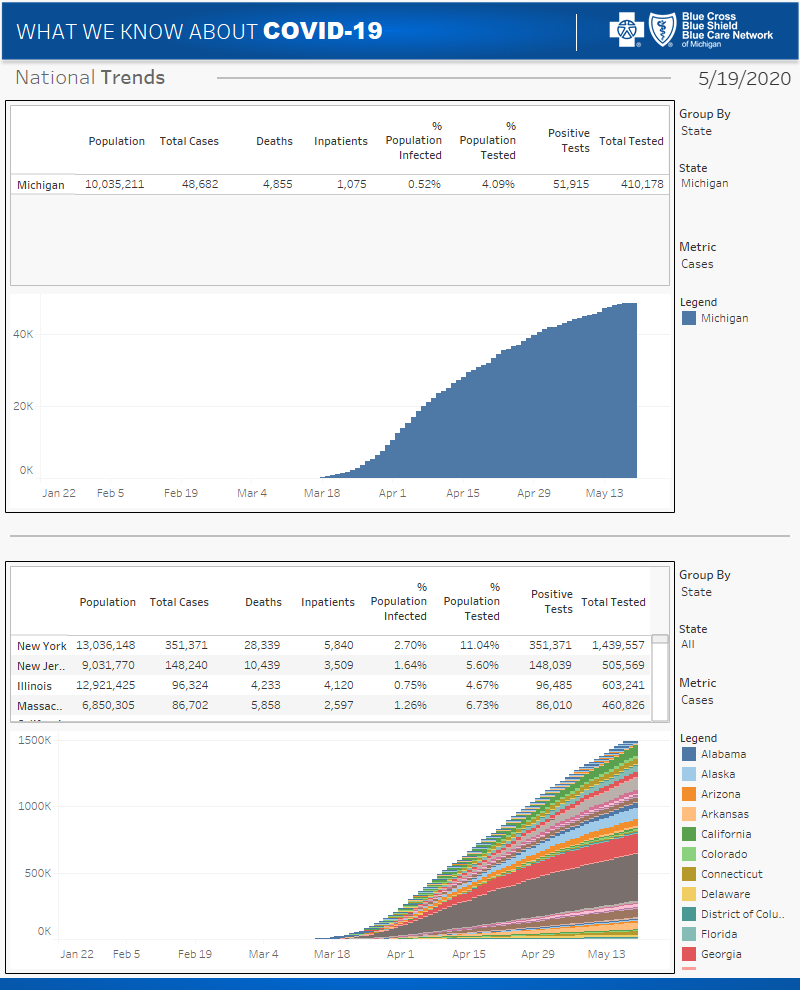 WHAT WE KNOW ABOUT COVID-19
Blue Cross
Blue Shield
Blue Care Network
of Michigan
National Trends
5/19/2020
Population Total Cases Deaths Inpatients % Population Infected % Population Tested Positive Tests Total Tested
Michigan 10,035,211 48,682 4,855 1,075 0.52% 4.09% 51,915 410,178
Group By
State
State
Michigan
Metric
Cases
Legend
Michigan
40K
20K
0K
Jan 22 Feb 5 Feb 19 Mar 4 Mar 18 Apr 1 Apr 15 Apr 29 May 13
Population Total Cases Deaths Inpatients % Population Infected % Population Tested Positive Tests Total Tested
New York 13,036,148 351,371 28,339 5,840 2.70% 11.04% 351,371 1,439,557
New Jer.. 9,031,770 148,240 10,439 3,509 1.64% 5.60% 148,039 505,569
Illinois 12,921,425 96,324 4,233 4,120 0.75% 4.67% 96,485 603,241
Massac.. 6,850,305 86,702 5,858 2,597 1.26% 6.73% 86,010 460,826
Group By
State
State
All
Metric
Cases
Legend
Alabama
Alaska
Arizona
Arkansas
California
Colorado
Connecticut
Delaware
District of Colu..
Florida
Georgia
1500K
1000K
500K
0K
Jan 22 Feb 5 Feb 19 Mar 4 Mar 18 Apr 1 Apr 15 Apr 29 May 13